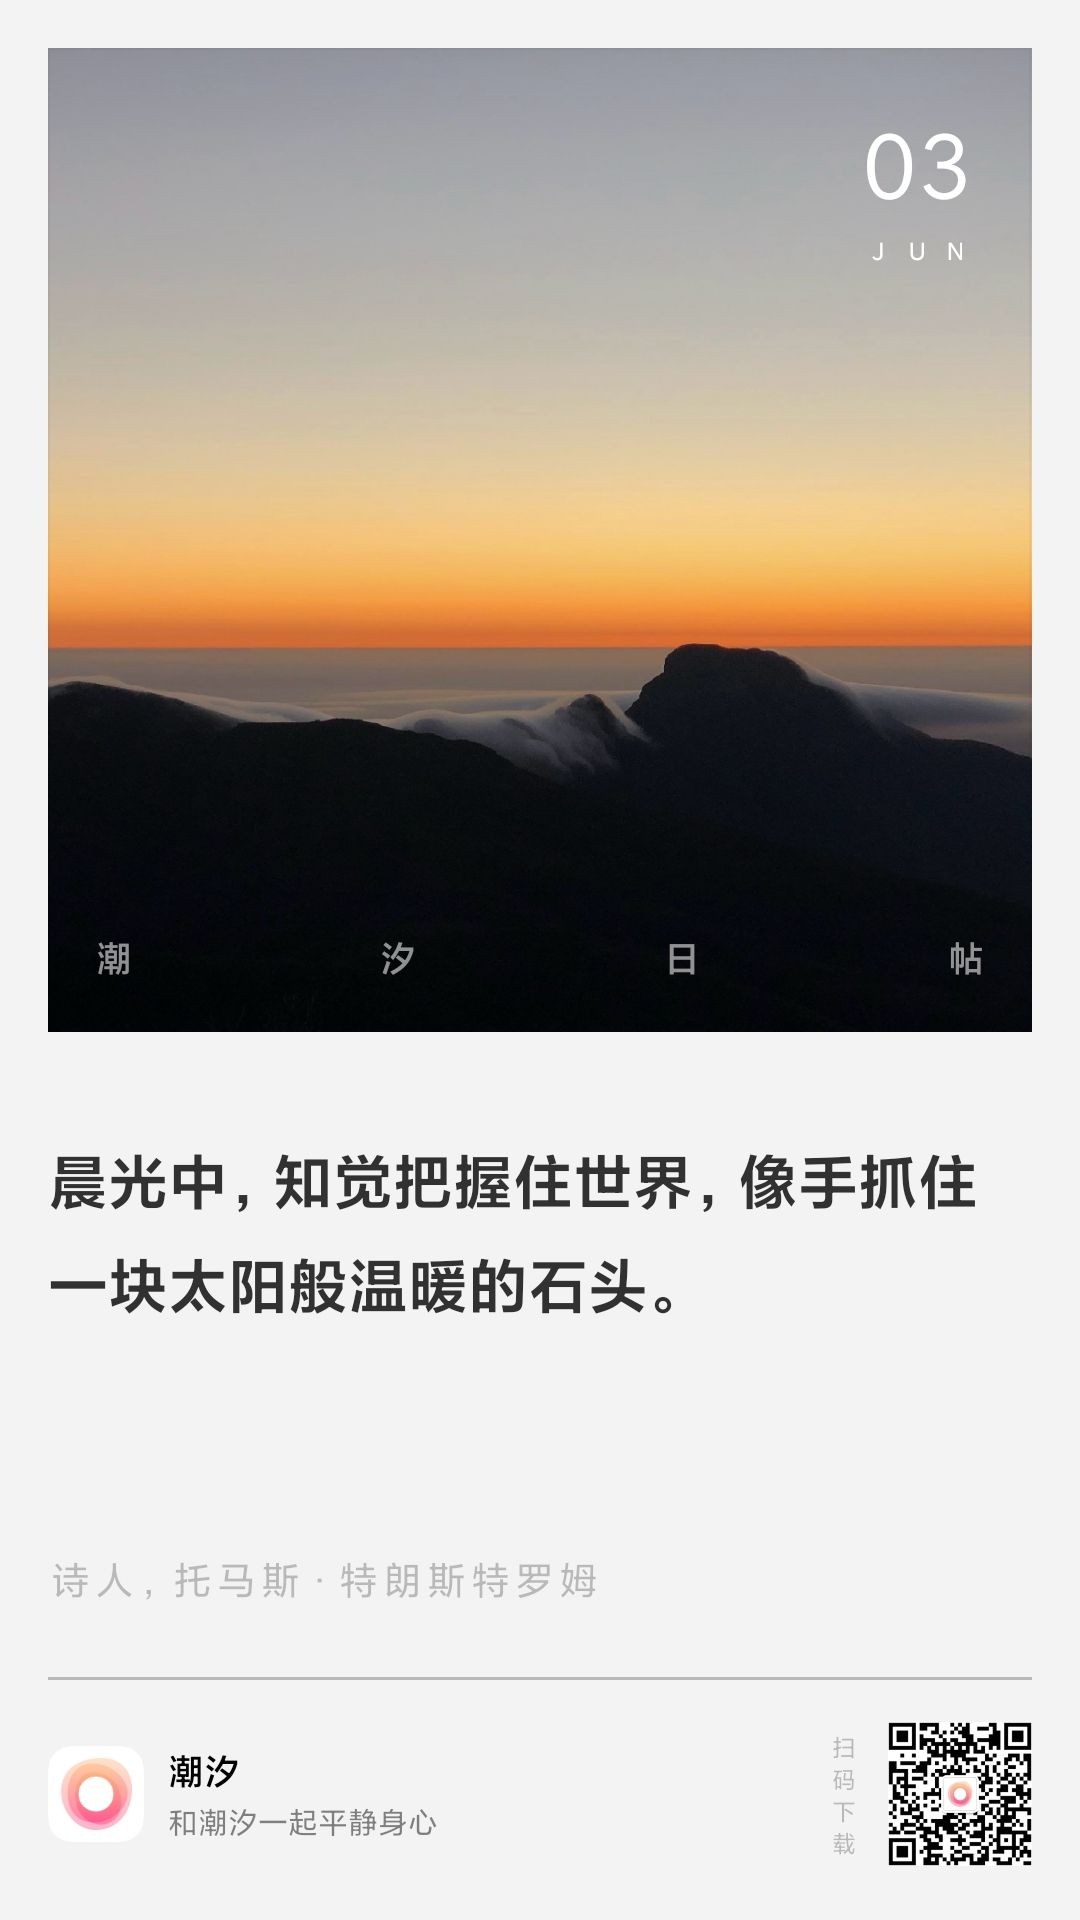 03
JUN
潮汐日帖
晨光中，知觉把握住世界，像手抓住
一块太阳般温暖的石头。
诗人，托马斯·特朗斯特罗姆
潮汐
和潮汐一起平静身心
扫码下载